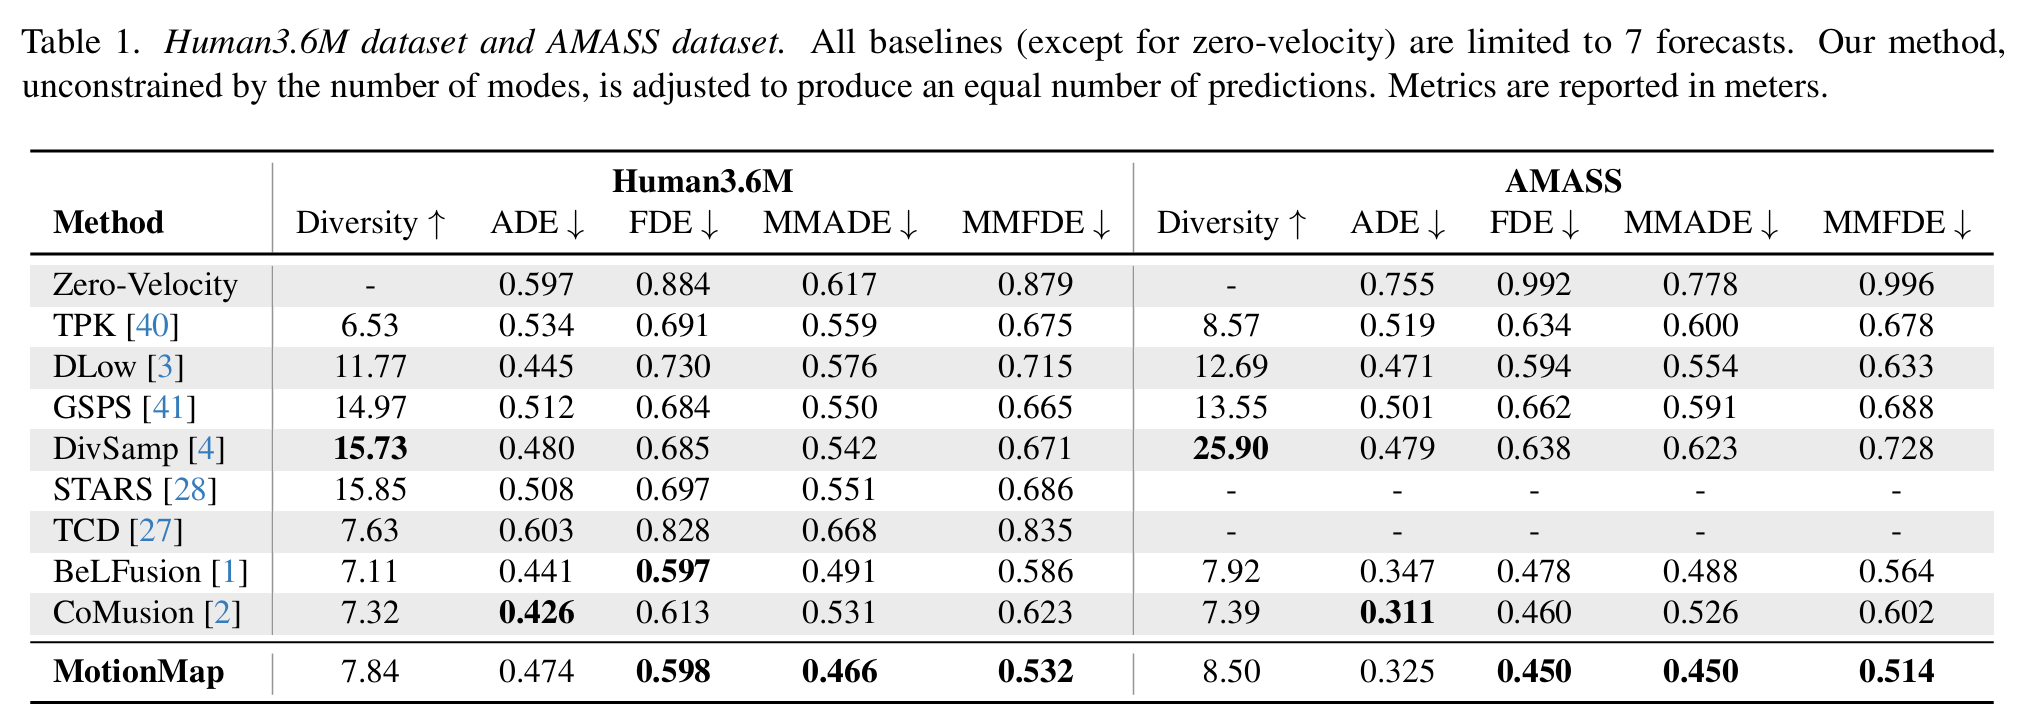 Table 1. Human3.6M dataset and AMASS dataset. All baselines (except for zero-velocity) are limited to 7 forecasts. Our method,
unconstrained by the number of modes, is adjusted to produce an equal number of predictions. Metrics are reported in meters.
Human3.6M AMASS
Method Diversity ↑ ADE ↓ FDE ↓ MMADE ↓ MMFDE ↓ Diversity ↑ ADE ↓ FDE ↓ MMADE ↓ MMFDE ↓
Zero-Velocity - 0.597 0.884 0.617 0.879 - 0.755 0.992 0.778 0.996
TPK [40] 6.53 0.534 0.691 0.559 0.675 8.57 0.519 0.634 0.600 0.678
DLow [3] 11.77 0.445 0.730 0.576 0.715 12.69 0.471 0.594 0.554 0.633
GSPS [41] 14.97 0.512 0.684 0.550 0.665 13.55 0.501 0.662 0.591 0.688
DivSamp [4] 15.73 0.480 0.685 0.542 0.671 25.90 0.479 0.638 0.623 0.728
STARS [28] 15.85 0.508 0.697 0.551 0.686 - - - - -
TCD [27] 7.63 0.603 0.828 0.668 0.835 - - - - -
BeLFusion [1] 7.11 0.441 0.597 0.491 0.586 7.92 0.347 0.478 0.488 0.564
CoMusion [2] 7.32 0.426 0.613 0.531 0.623 7.39 0.311 0.460 0.526 0.602
MotionMap 7.84 0.474 0.598 0.466 0.532 8.50 0.325 0.450 0.450 0.514